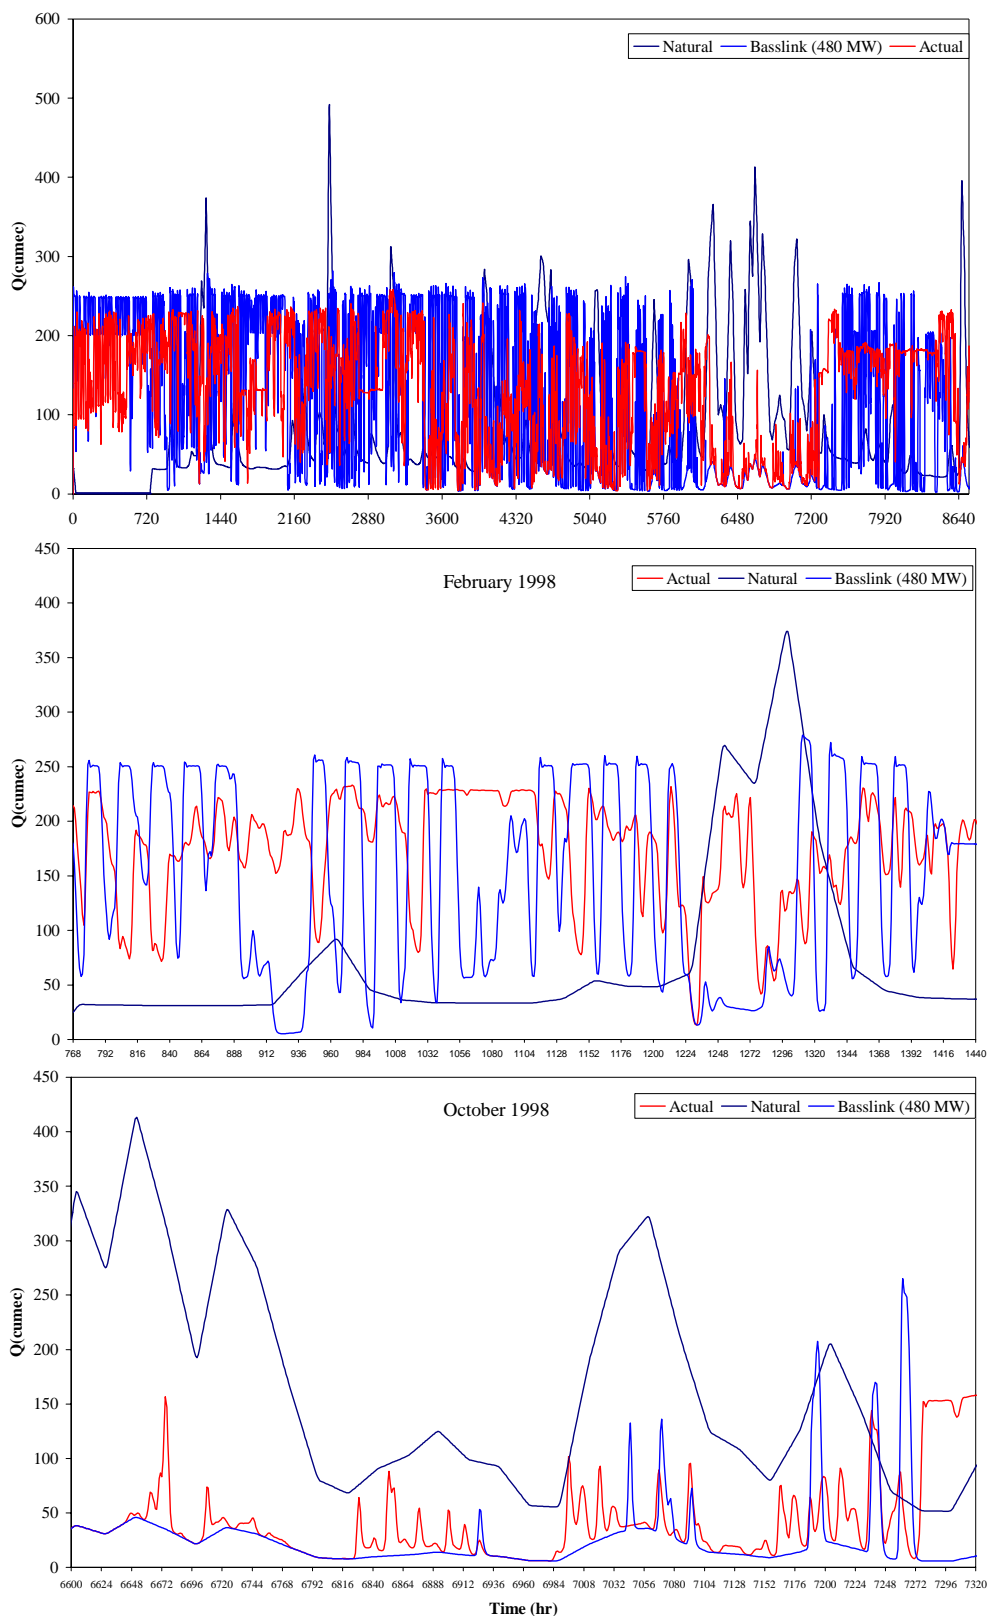 600
500
400
300
200
100
0
Q(cumec)
Natural Basslink (480 MW) Actual
0 720 1440 2160 2880 3600 4320 5040 5760 6480 7200 7920 8640
450
400
350
300
250
200
150
100
50
0
Q(cumec)
February 1998
Actual Natural Basslink (480 MW)
768 792 816 840 864 888 912 936 960 984 1008 1032 1056 1080 1104 1128 1152 1176 1200 1224 1248 1272 1296 1320 1344 1368 1392 1416 1440
450
400
350
300
250
200
150
100
50
0
Q(cumec)
October 1998
Actual Natural Basslink (480 MW)
6600 6624 6648 6672 6696 6720 6744 6768 6792 6816 6840 6864 6888 6912 6936 6960 6984 7008 7032 7056 7080 7104 7128 7152 7176 7200 7224 7248 7272 7296 7320
Time (hr)